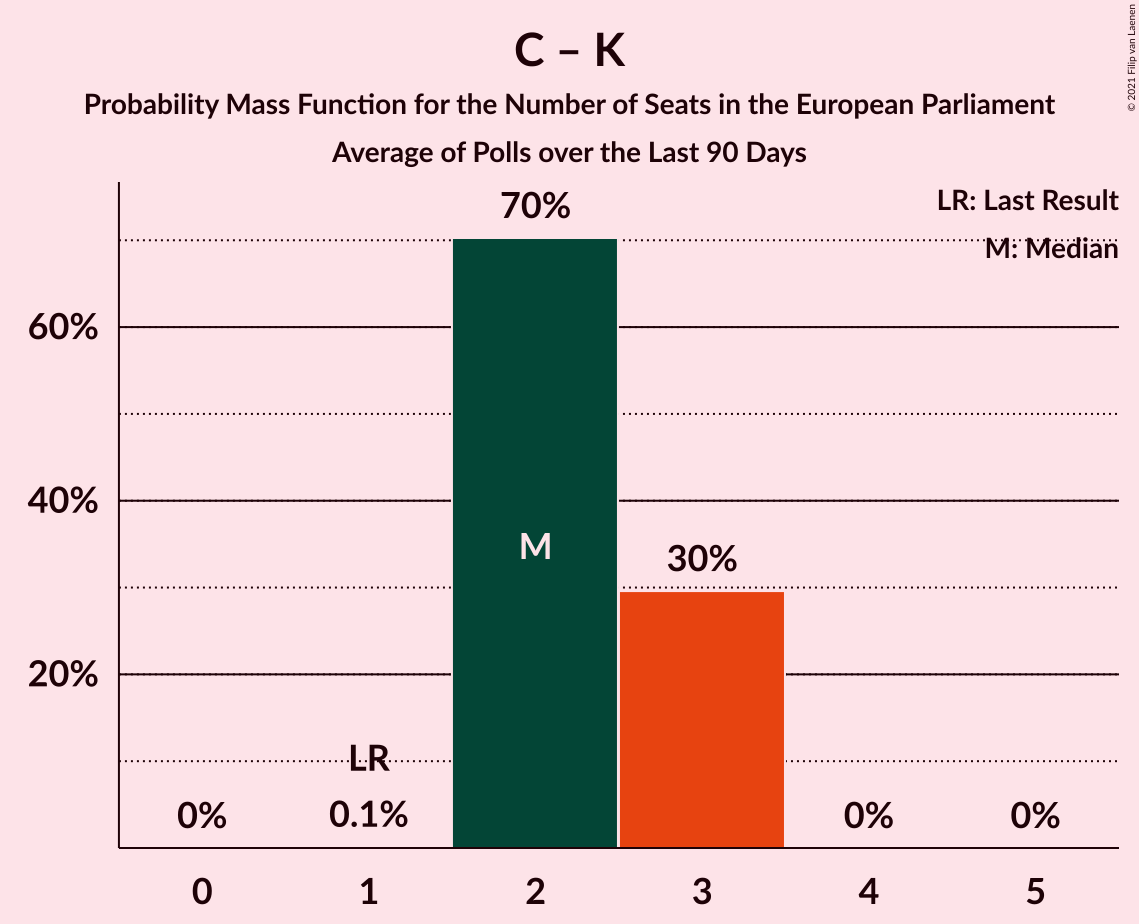 C – K
Probability Mass Function for the Number of Seats in the European Parliament
Average of Polls over the Last 90 Days
© 2021 Filip van Laenen
LR: Last Result
M: Median
70%
60%
40%
20%
M
30%
LR
0%
0.1%
0%
0%
0 1 2 3 4 5